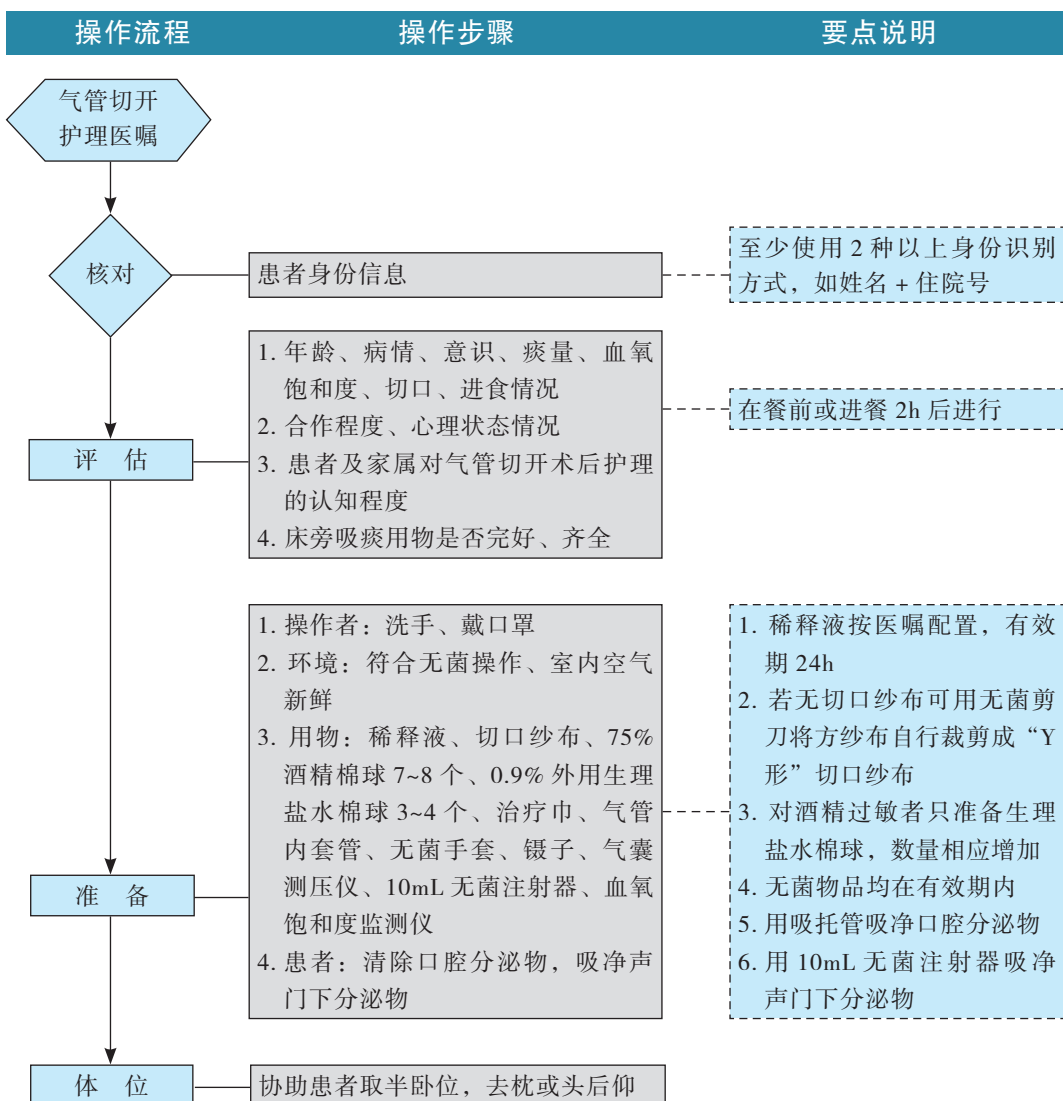 操作流程 操作步骤 要点说明
气管切开
护理医嘱
核对
患者身份信息
至少使用 2 种以上身份识别
方式，如姓名 + 住院号
评 估
1. 年龄、病情、意识、痰量、血氧
饱和度、切口、进食情况
2. 合作程度、心理状态情况
3. 患者及家属对气管切开术后护理
的认知程度
4. 床旁吸痰用物是否完好、齐全
在餐前或进餐 2h 后进行
准 备
1. 操作者：洗手、戴口罩
2. 环境：符合无菌操作、室内空气
新鲜
3. 用物：稀释液、切口纱布、75%
酒精棉球 7~8 个、0.9% 外用生理
盐水棉球 3~4 个、治疗巾、气管
内套管、无菌手套、镊子、气囊
测压仪、10mL 无菌注射器、血氧
饱和度监测仪
4. 患者：清除口腔分泌物，吸净声
门下分泌物
1. 稀释液按医嘱配置，有效
期 24h
2. 若无切口纱布可用无菌剪
刀将方纱布自行裁剪成“Y
形”切口纱布
3. 对酒精过敏者只准备生理
盐水棉球，数量相应增加
4. 无菌物品均在有效期内
5. 用吸托管吸净口腔分泌物
6. 用 10mL 无菌注射器吸净
声门下分泌物
体 位
协助患者取半卧位，去枕或头后仰